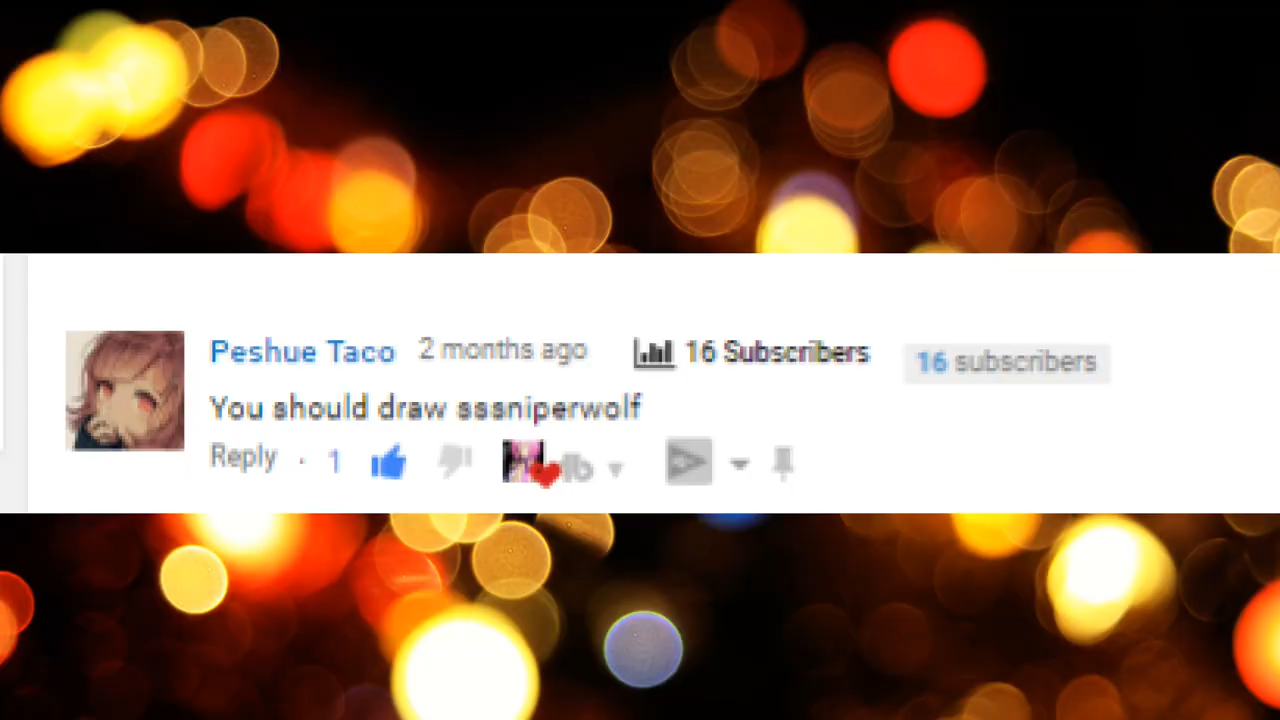 Peshue Taco 2 months ago 16 Subscribers 16 subscribers
You should draw sssniperwolf
Reply · 1